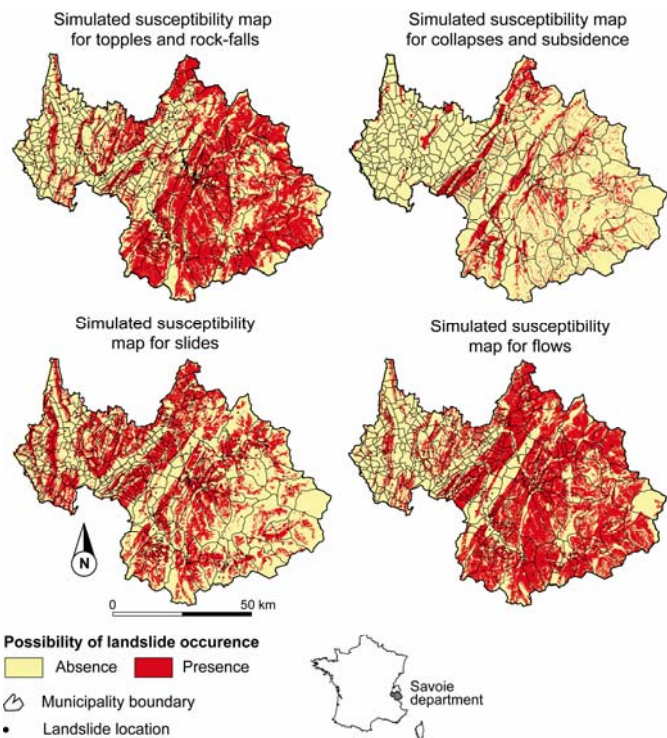 Simulated susceptibility map
for topples and rock-falls
Simulated susceptibility map
for collapses and subsidence
Simulated susceptibility
map for slides
Simulated susceptibility
map for flows
N
0 50 km
Possibility of landslide occurence
Absence Presence
Municipality boundary
Landslide location
Savoie
department